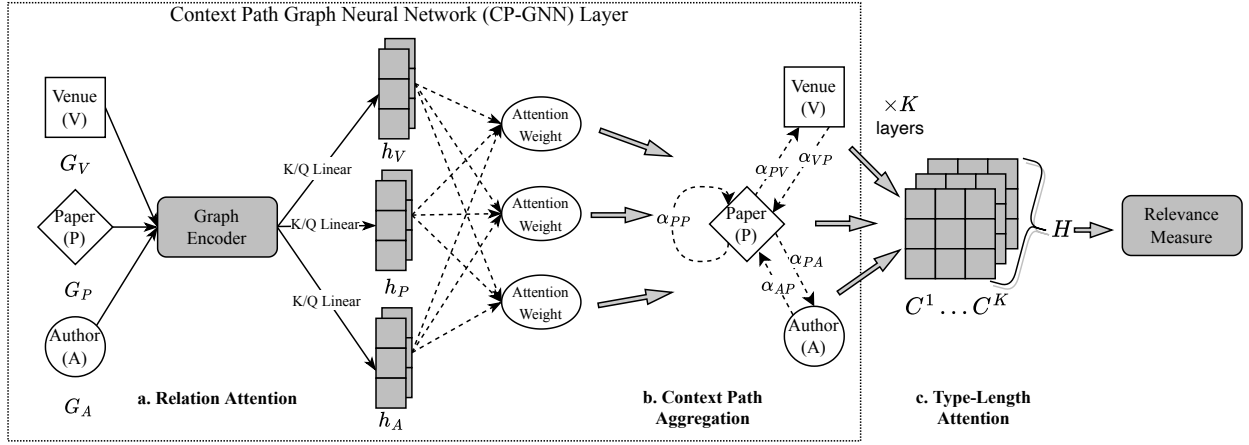 Context Path Graph Neural Network (CP-GNN) Layer
Venue
(V)
G_V
Paper
(P)
G_P
Author
(A)
G_A
Graph
Encoder
K/Q Linear
K/Q Linear
K/Q Linear
h_V
h_P
h_A
Attention
Weight
Attention
Weight
Attention
Weight
a. Relation Attention
Venue
(V)
α_PV
α_VP
α_PP
Paper
(P)
α_PA
α_AP
Author
(A)
b. Context Path
Aggregation
×K
layers
C^1 ... C^K
H
c. Type-Length
Attention
Relevance
Measure